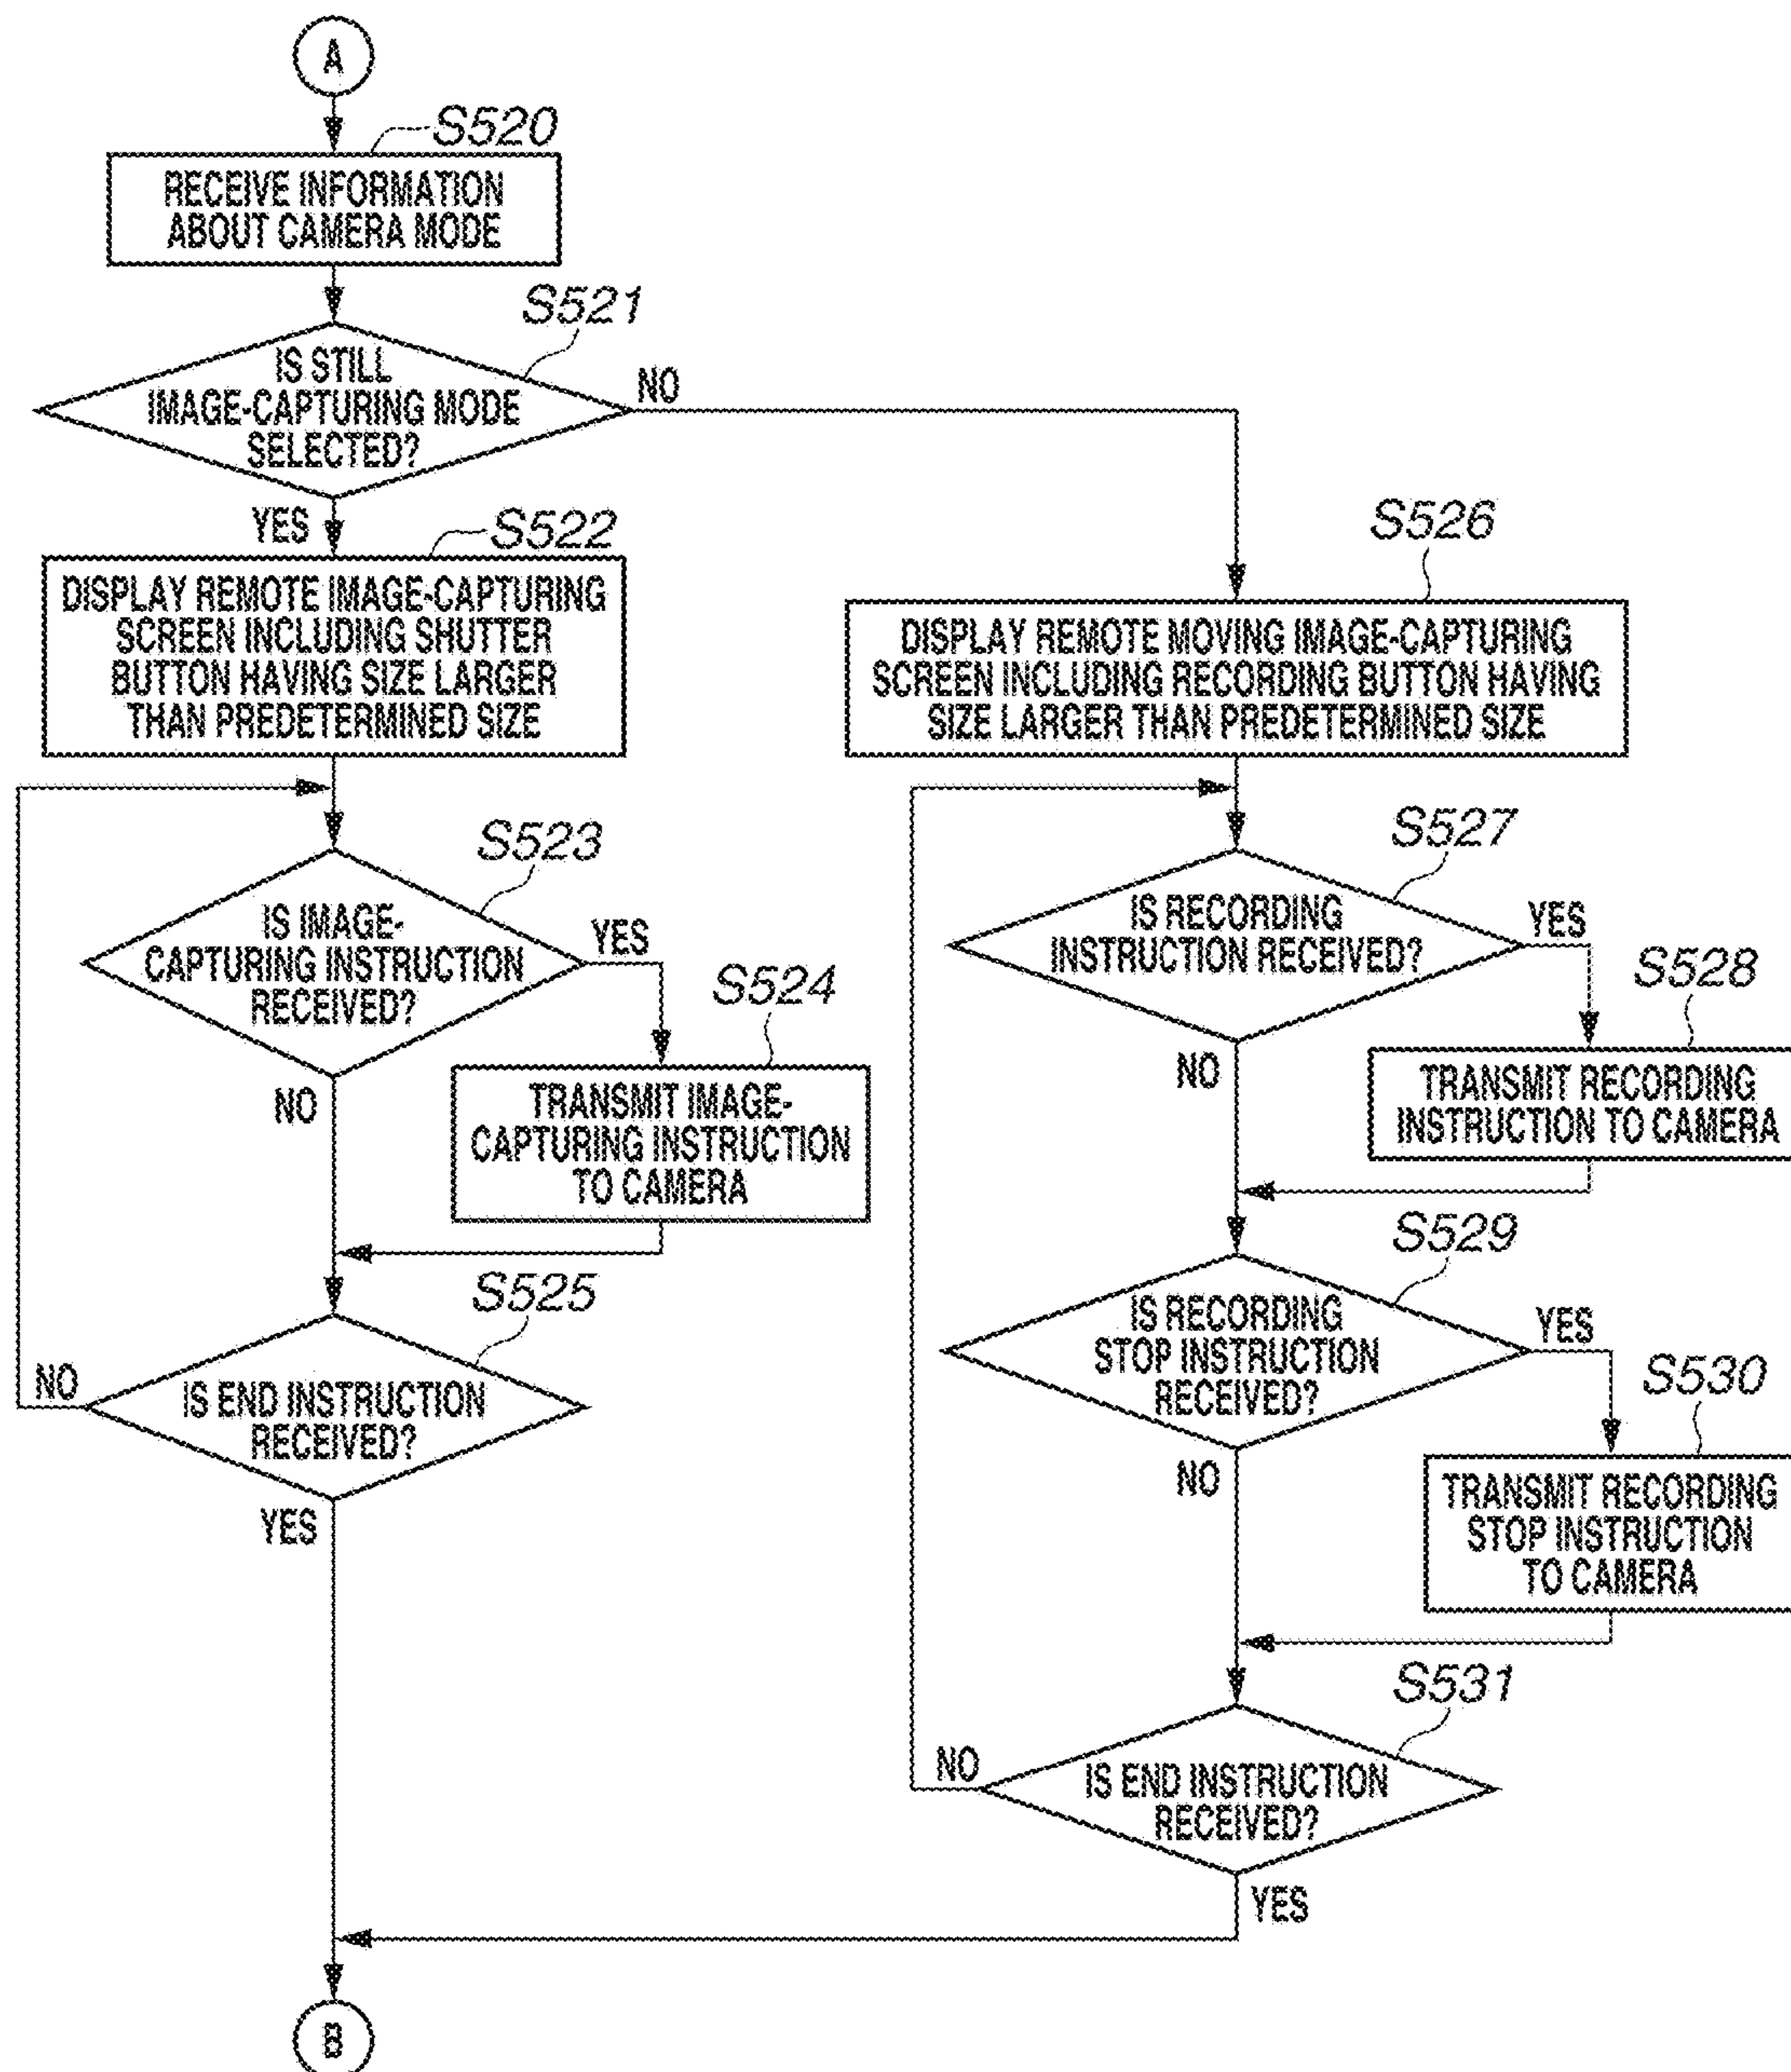 A
S520
RECEIVE INFORMATION
ABOUT CAMERA MODE
S521
IS STILL
IMAGE-CAPTURING MODE
SELECTED?
NO
YES
S522
DISPLAY REMOTE IMAGE-CAPTURING
SCREEN INCLUDING SHUTTER
BUTTON HAVING SIZE LARGER
THAN PREDETERMINED SIZE
S523
IS IMAGE-
CAPTURING INSTRUCTION
RECEIVED?
YES
S524
TRANSMIT IMAGE-
CAPTURING INSTRUCTION
TO CAMERA
NO
S525
IS END INSTRUCTION
RECEIVED?
NO
YES
S526
DISPLAY REMOTE MOVING IMAGE-CAPTURING
SCREEN INCLUDING RECORDING BUTTON HAVING
SIZE LARGER THAN PREDETERMINED SIZE
S527
IS RECORDING
INSTRUCTION RECEIVED?
YES
S528
TRANSMIT RECORDING
INSTRUCTION TO CAMERA
NO
S529
IS RECORDING
STOP INSTRUCTION
RECEIVED?
YES
S530
TRANSMIT RECORDING
STOP INSTRUCTION
TO CAMERA
NO
S531
IS END INSTRUCTION
RECEIVED?
NO
YES
B